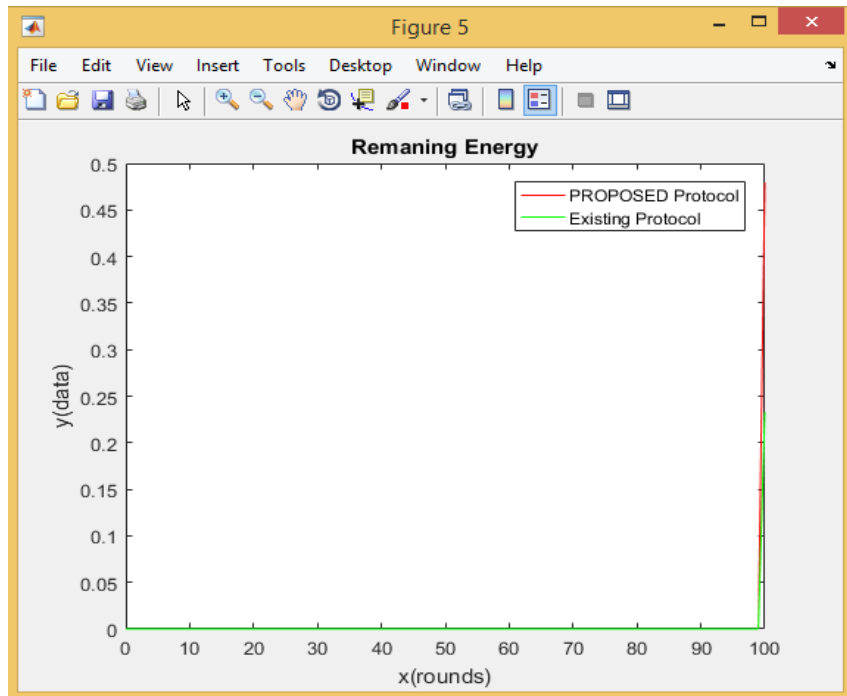 Figure 5
File Edit View Insert Tools Desktop Window Help
Remaning Energy
PROPOSED Protocol
Existing Protocol
0.5
0.45
0.4
0.35
0.3
0.25
0.2
0.15
0.1
0.05
0
y(data)
0 10 20 30 40 50 60 70 80 90 100
x(rounds)